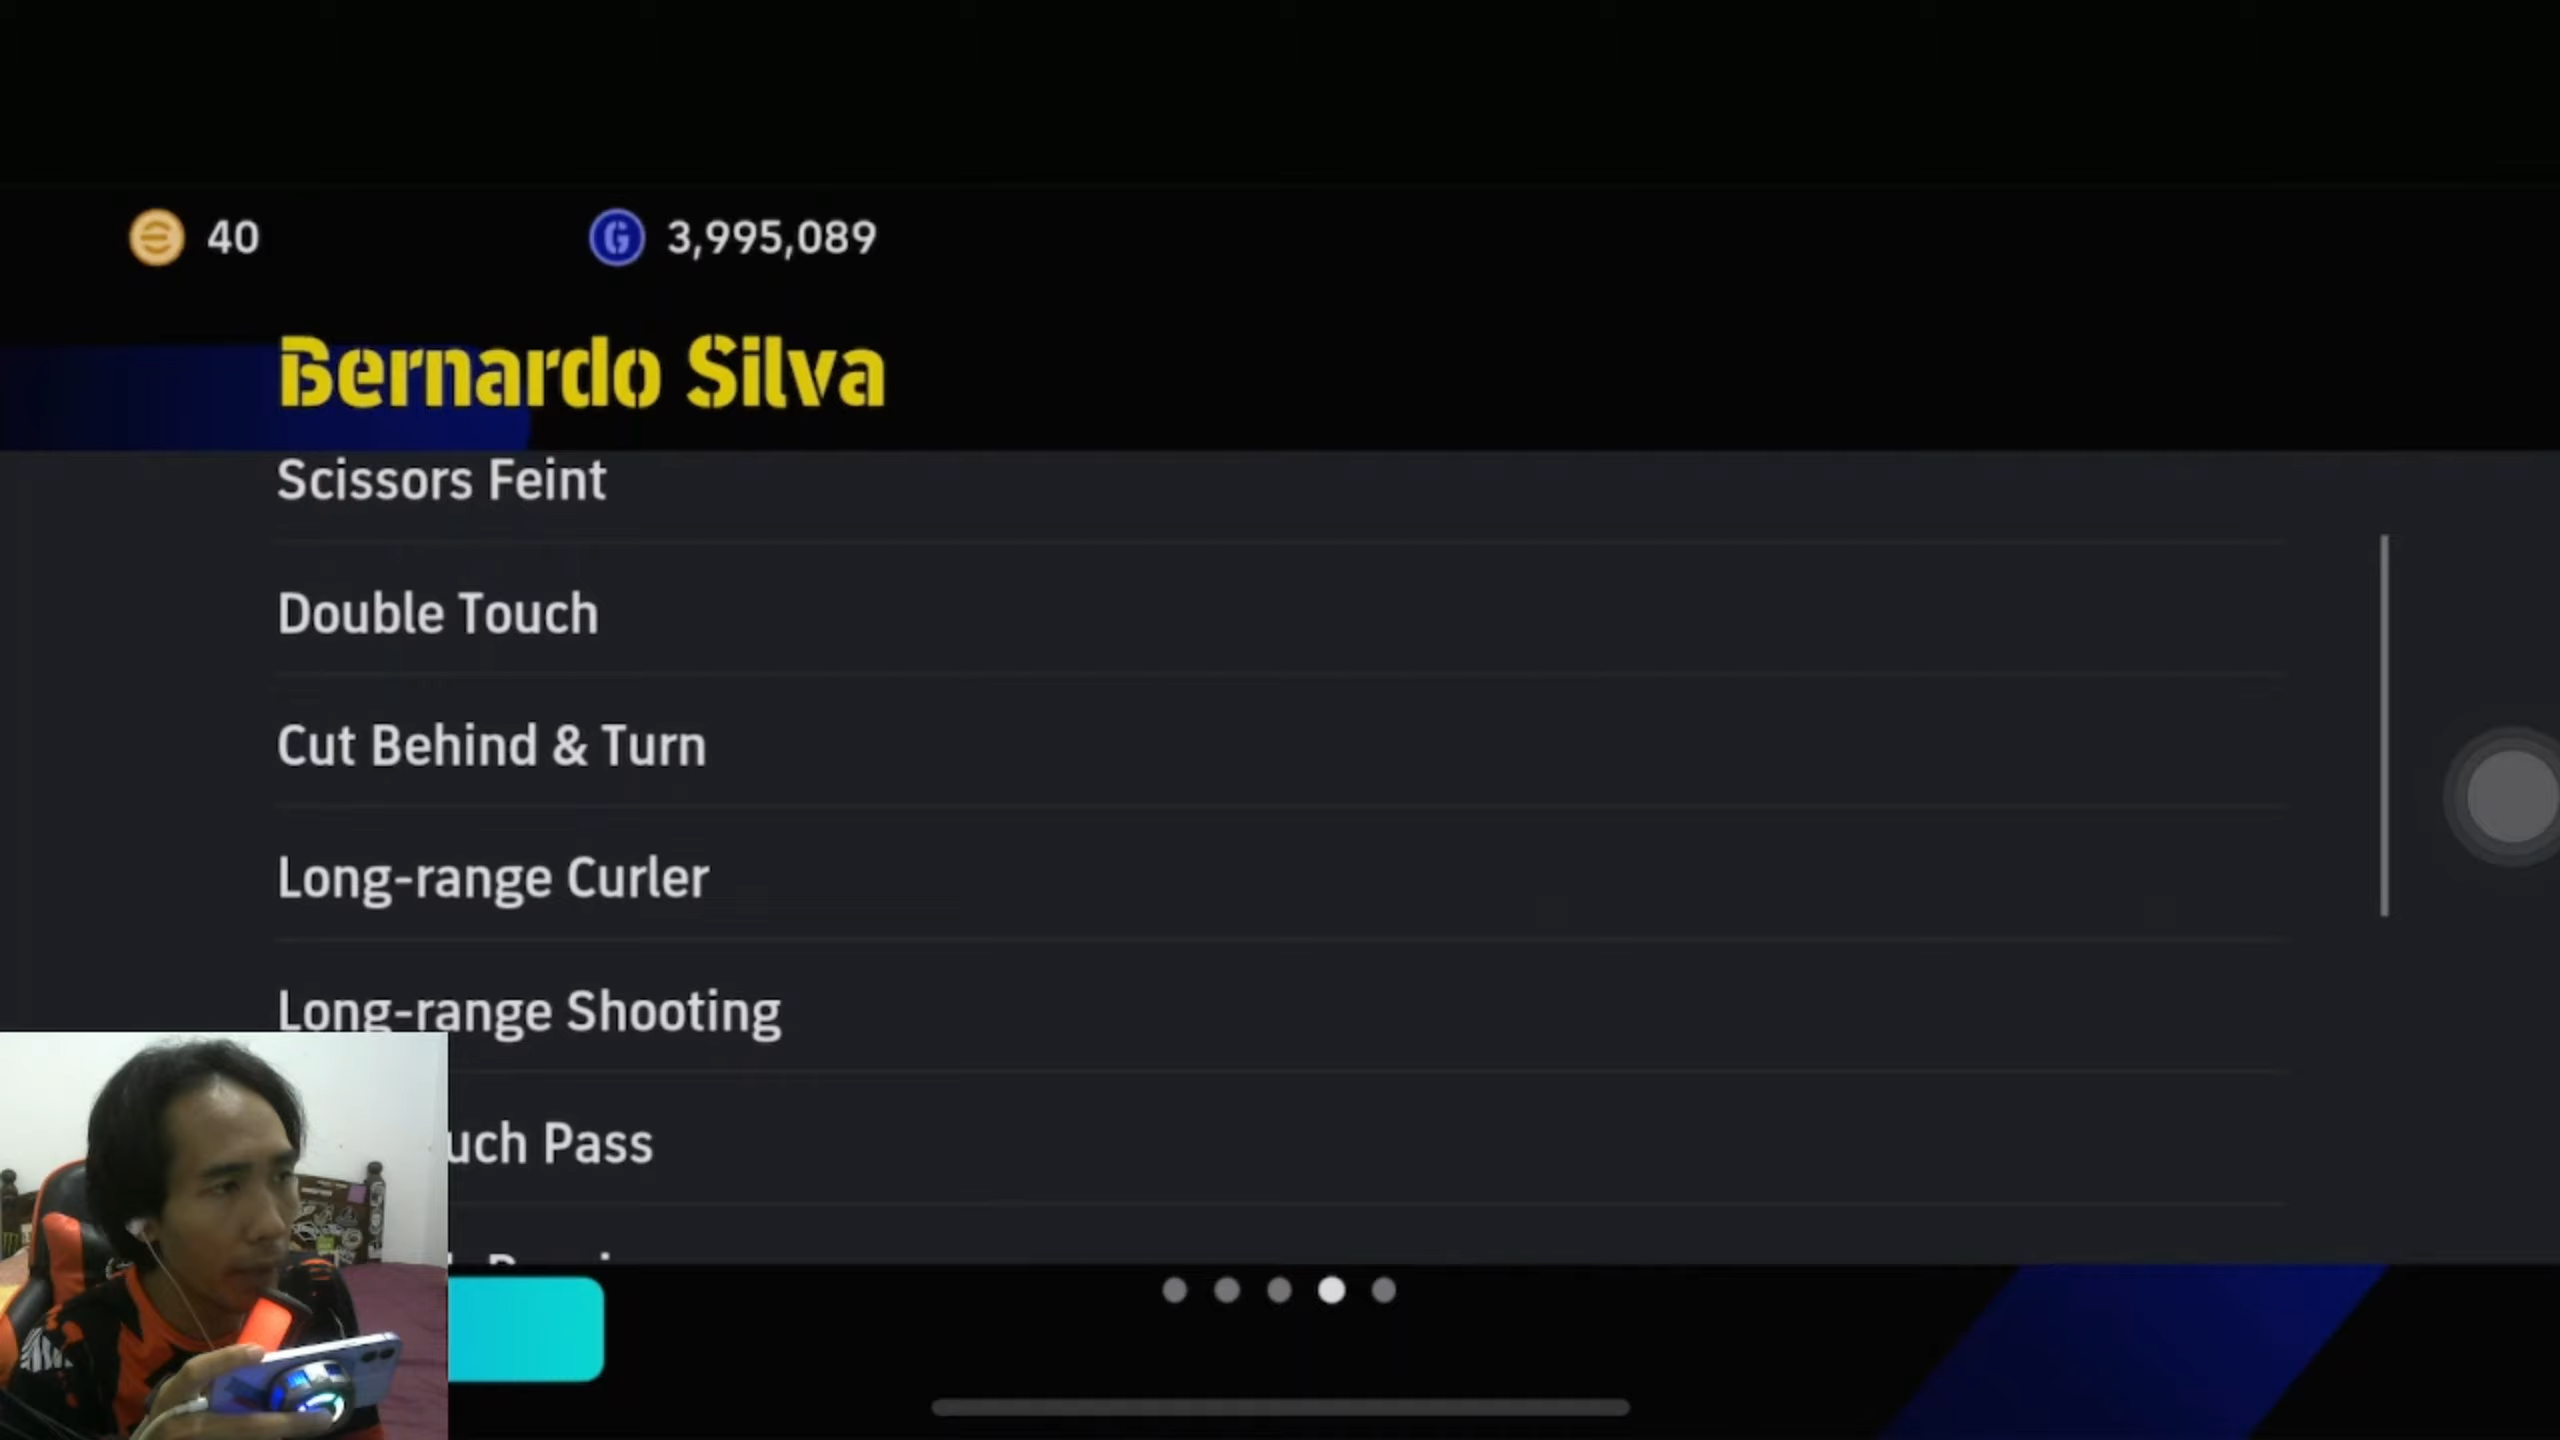 40
3,995,089
Bernardo Silva
Scissors Feint
Double Touch
Cut Behind & Turn
Long-range Curler
Long-range Shooting
Pass